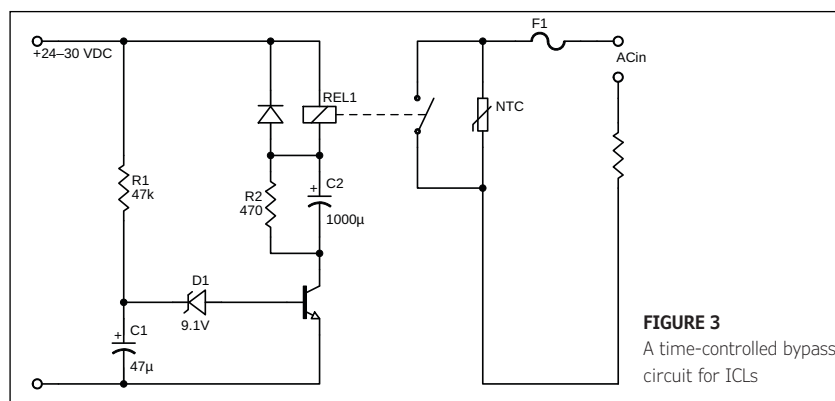 F1
+24–30 VDC
ACin
REL1
NTC
R1
47k
R2
470
C2
+
1000µ
D1
9.1V
+
C1
47µ
FIGURE 3
A time-controlled bypass
circuit for ICLs